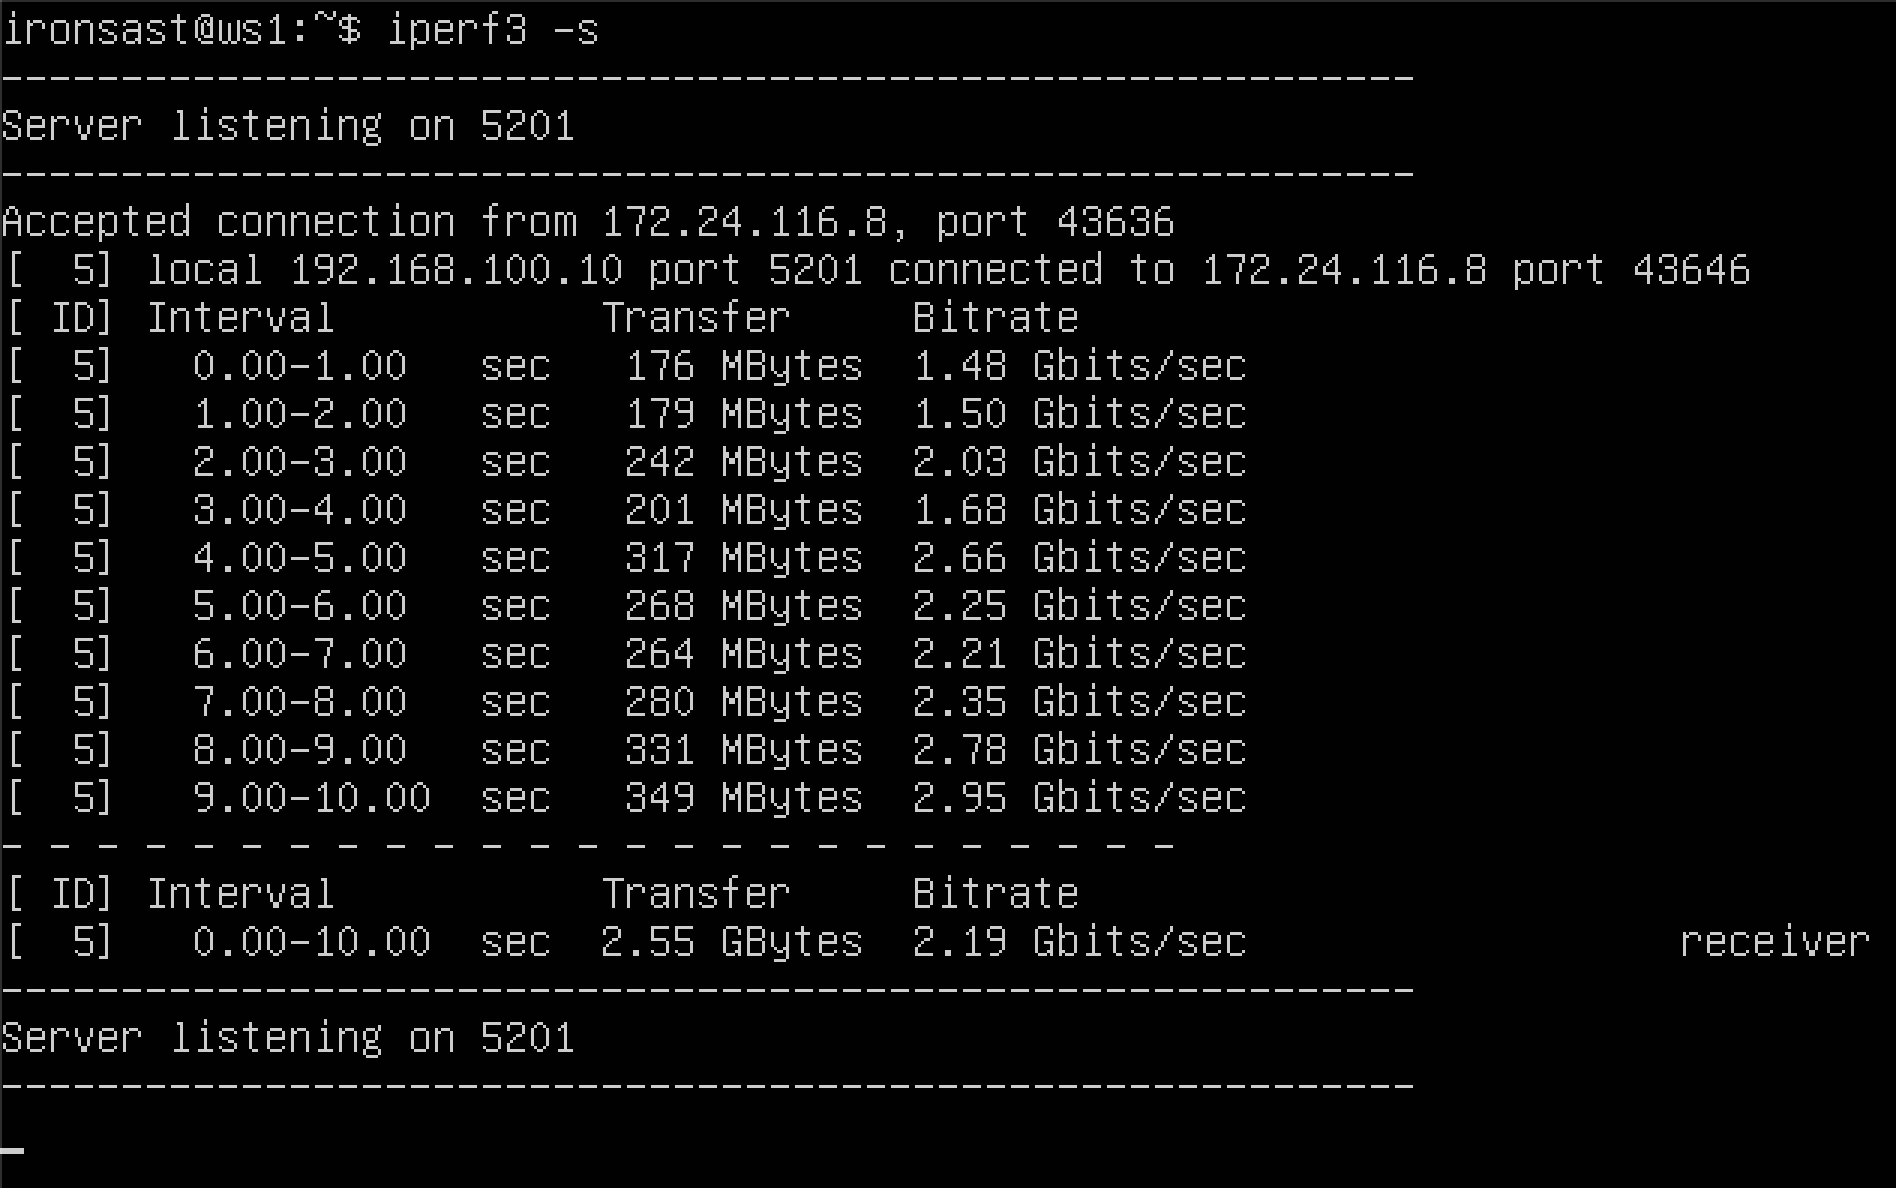 ironsast@ws1:~$ iperf3 -s
-----------------------------------------------------------
Server listening on 5201
-----------------------------------------------------------
Accepted connection from 172.24.116.8, port 43636
[  5] local 192.168.100.10 port 5201 connected to 172.24.116.8 port 43646
[ ID] Interval           Transfer     Bitrate
[  5]   0.00-1.00   sec   176 MBytes  1.48 Gbits/sec
[  5]   1.00-2.00   sec   179 MBytes  1.50 Gbits/sec
[  5]   2.00-3.00   sec   242 MBytes  2.03 Gbits/sec
[  5]   3.00-4.00   sec   201 MBytes  1.68 Gbits/sec
[  5]   4.00-5.00   sec   317 MBytes  2.66 Gbits/sec
[  5]   5.00-6.00   sec   268 MBytes  2.25 Gbits/sec
[  5]   6.00-7.00   sec   264 MBytes  2.21 Gbits/sec
[  5]   7.00-8.00   sec   280 MBytes  2.35 Gbits/sec
[  5]   8.00-9.00   sec   331 MBytes  2.78 Gbits/sec
[  5]   9.00-10.00  sec   349 MBytes  2.95 Gbits/sec
- - - - - - - - - - - - - - - - - - - - - - - - -
[ ID] Interval           Transfer     Bitrate
[  5]   0.00-10.00  sec  2.55 GBytes  2.19 Gbits/sec                  receiver
-----------------------------------------------------------
Server listening on 5201
-----------------------------------------------------------